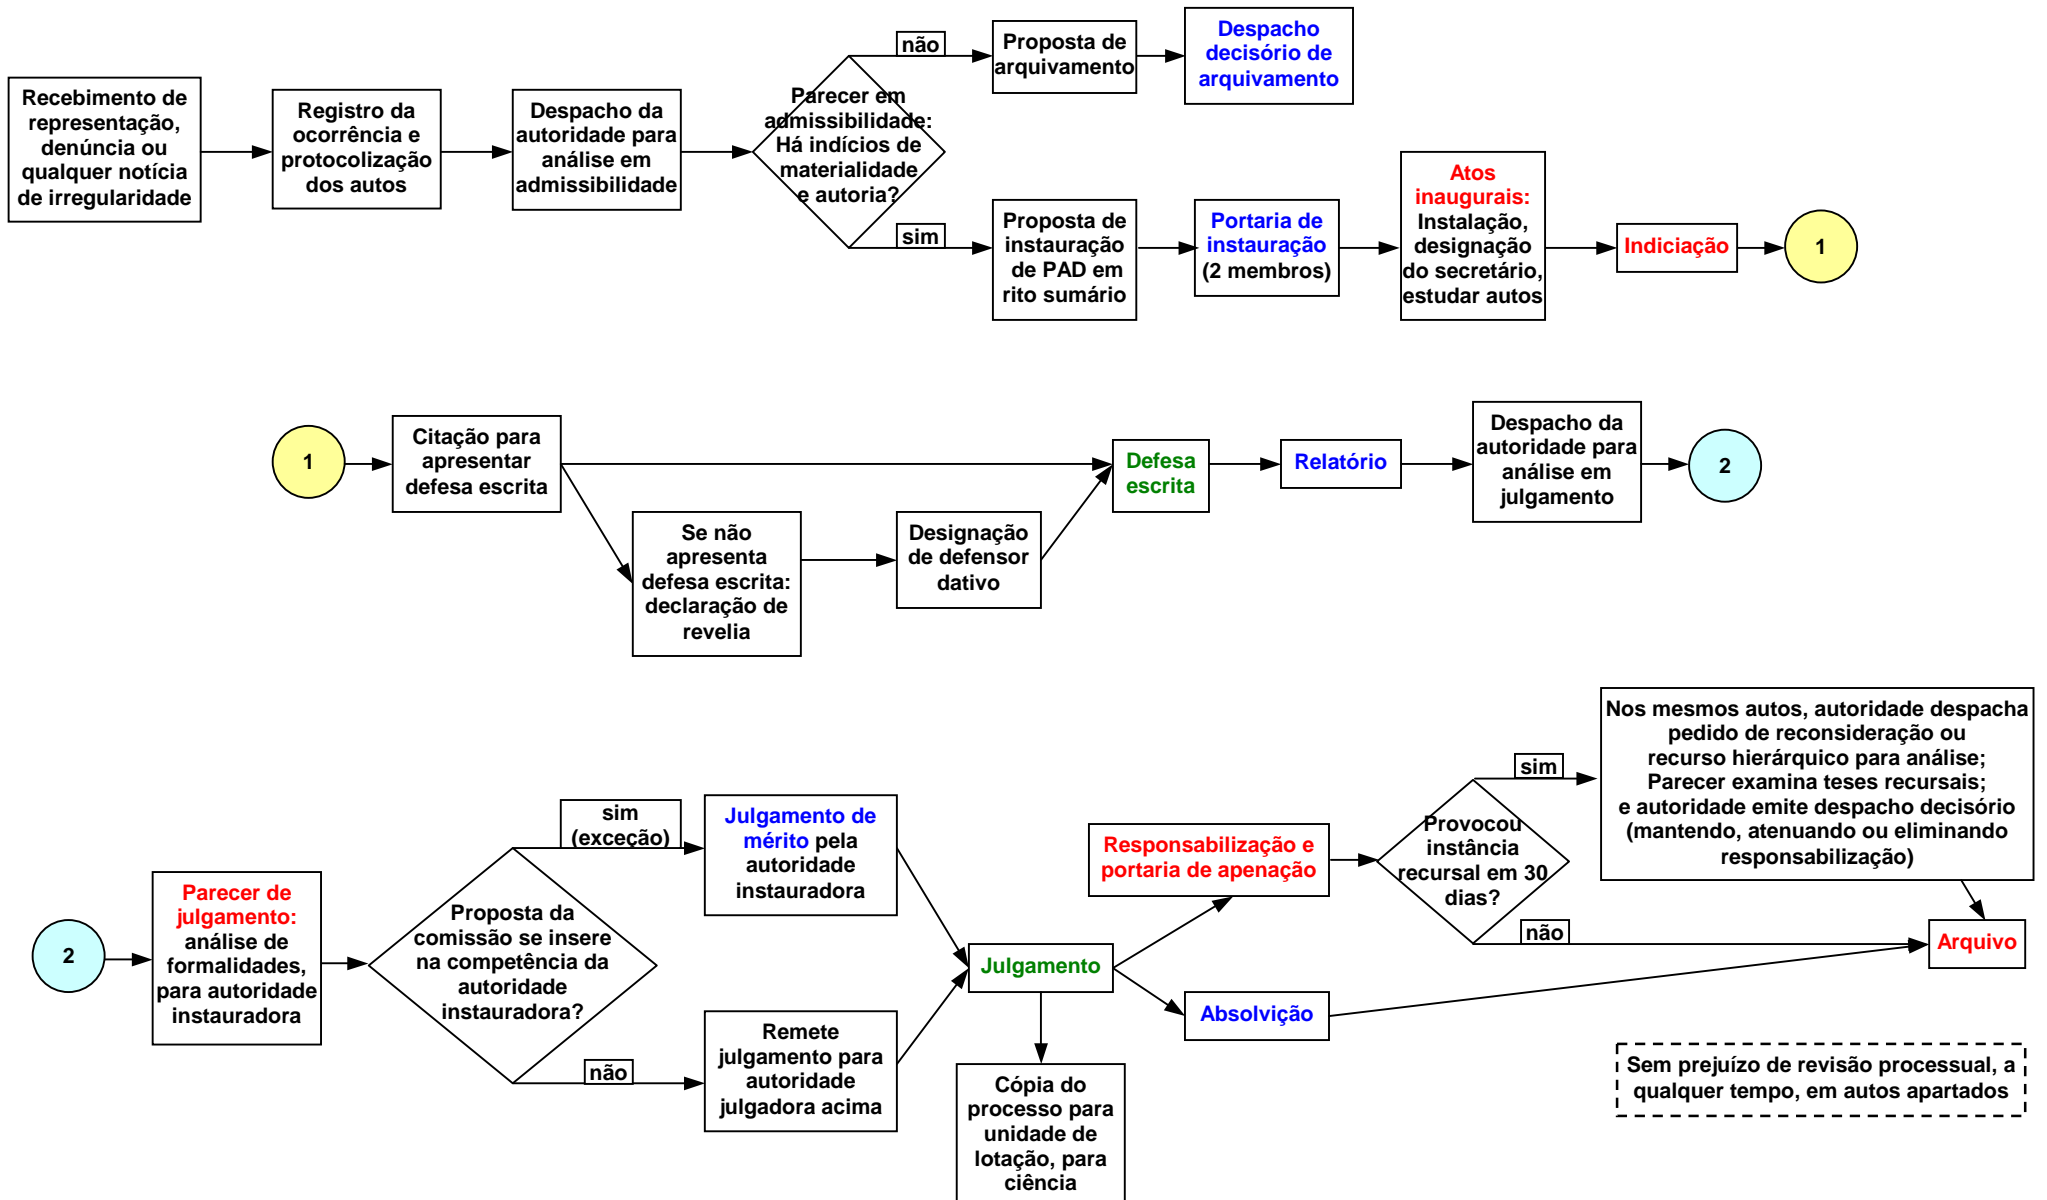 Recebimento de
representação,
denúncia ou
qualquer notícia
de irregularidade
Registro da
ocorrência e
protocolização
dos autos
Despacho da
autoridade para
análise em
admissibilidade
Parecer em
admissibilidade:
Há indícios de
materialidade
e autoria?
não
Proposta de
arquivamento
Despacho
decisório de
arquivamento
sim
Proposta de
instauração
de PAD em
rito sumário
Portaria de
instauração
(2 membros)
Atos
inaugurais:
Instalação,
designação
do secretário,
estudar autos
Indiciação
1
1
Citação para
apresentar
defesa escrita
Se não
apresenta
defesa escrita:
declaração de
revelia
Designação
de defensor
dativo
Defesa
escrita
Relatório
Despacho da
autoridade para
análise em
julgamento
2
2
Parecer de
julgamento:
análise de
formalidades,
para autoridade
instauradora
Proposta da
comissão se insere
na competência da
autoridade
instauradora?
sim
(exceção)
Julgamento de
mérito pela
autoridade
instauradora
não
Remete
julgamento para
autoridade
julgadora acima
Julgamento
Cópia do
processo para
unidade de
lotação, para
ciência
Responsabilização e
portaria de apenação
Absolvição
Provocou
instância
recursal em 30
dias?
sim
Nos mesmos autos, autoridade despacha
pedido de reconsideração ou
recurso hierárquico para análise;
Parecer examina teses recursais;
e autoridade emite despacho decisório
(mantendo, atenuando ou eliminando
responsabilização)
não
Arquivo
Sem prejuízo de revisão processual, a
qualquer tempo, em autos apartados